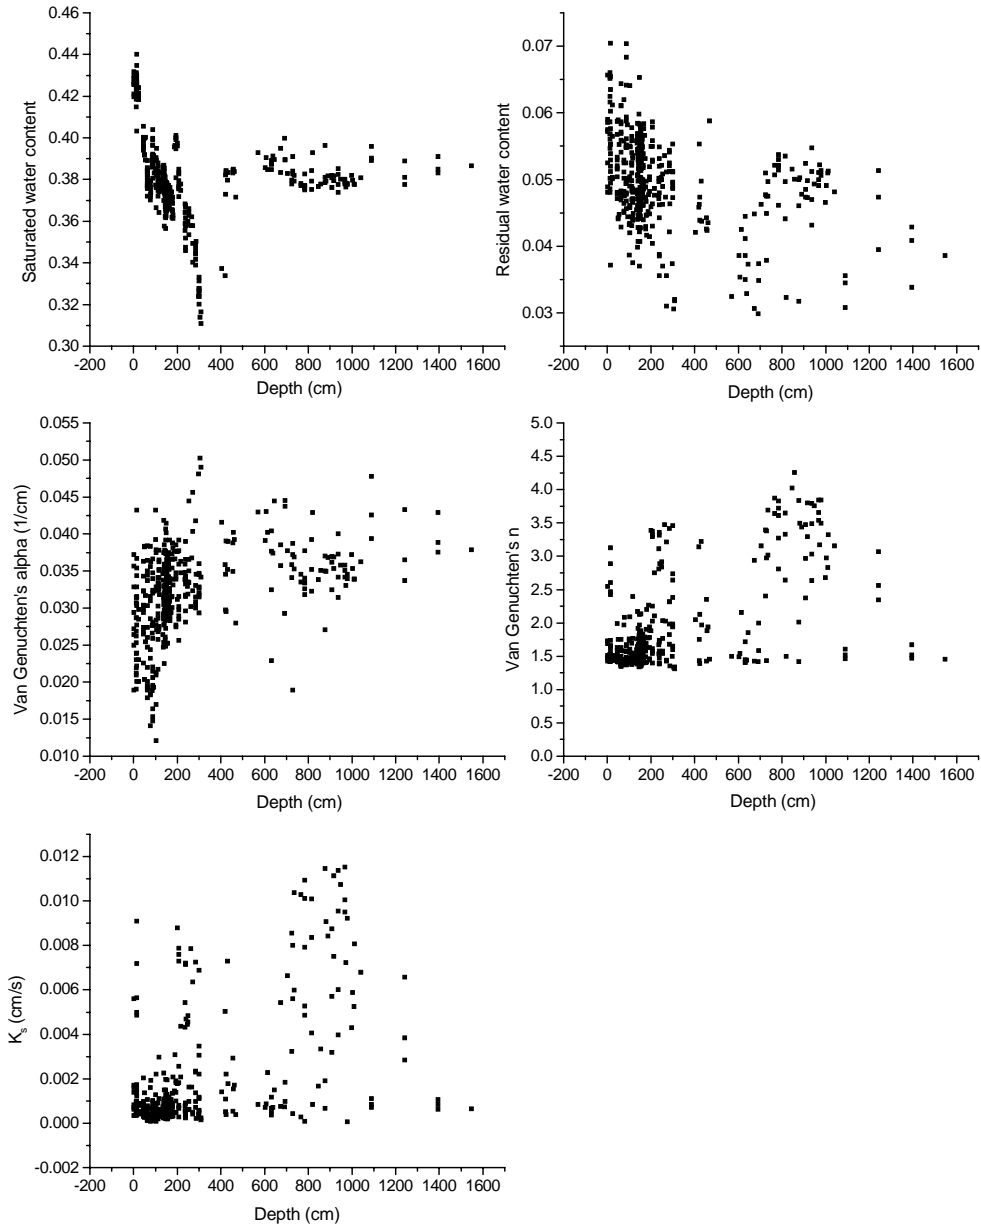 0.46
0.44
0.42
0.40
0.38
0.36
0.34
0.32
0.30
Saturated water content
-200 0 200 400 600 800 1000 1200 1400 1600
Depth (cm)
0.07
0.06
0.05
0.04
0.03
Residual water content
-200 0 200 400 600 800 1000 1200 1400 1600
Depth (cm)
0.055
0.050
0.045
0.040
0.035
0.030
0.025
0.020
0.015
0.010
Van Genuchten's alpha (1/cm)
-200 0 200 400 600 800 1000 1200 1400 1600
Depth (cm)
5.0
4.5
4.0
3.5
3.0
2.5
2.0
1.5
1.0
0.5
0.0
Van Genuchten's n
-200 0 200 400 600 800 1000 1200 1400 1600
Depth (cm)
0.012
0.010
0.008
0.006
0.004
0.002
0.000
-0.002
Ks (cm/s)
-200 0 200 400 600 800 1000 1200 1400 1600
Depth (cm)